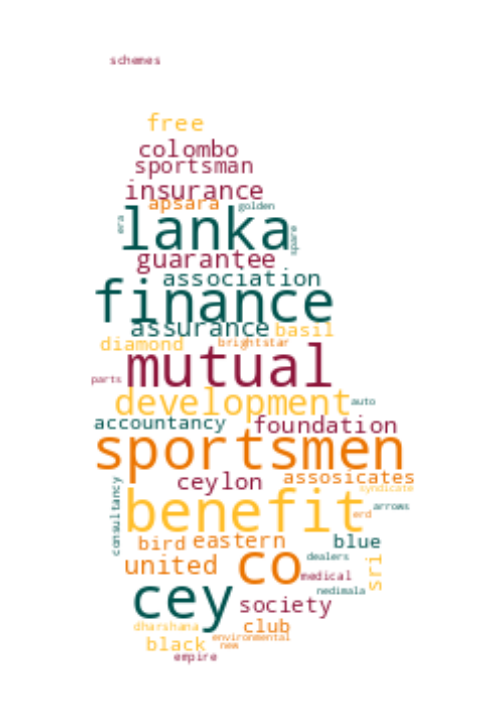 schemes
free
colombo
sportsman
insurance
apsara golden
era lanka spare
guarantee
association
finance
assurance basil
diamond brightstar
mutual
parts
development auto
accountancy foundation
sportsmen
ceylon assosicates
consultancy syndicate
benefit arrows
erd
bird eastern blue
united co dealers
medical sri
cey nedimala
society
dharshana club
black environmental
new
empire